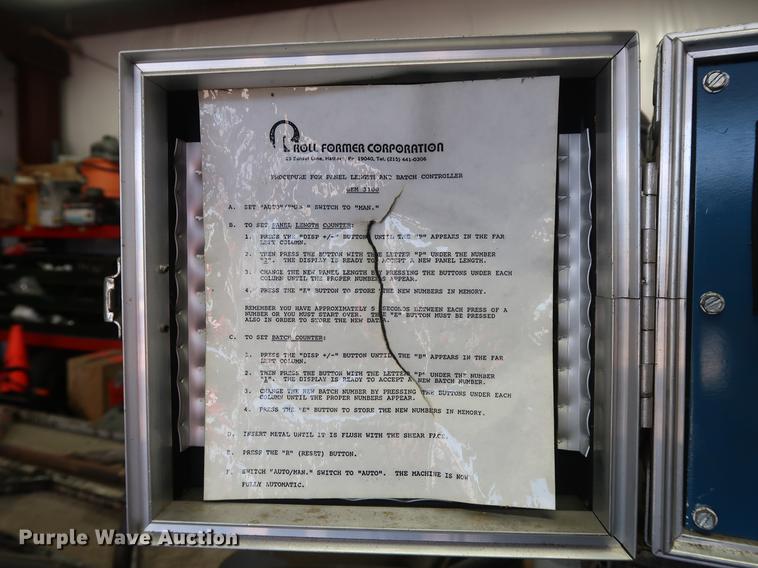 ROLL FORMER CORPORATION
Line, PA 19040, Tel. (215) 441-0306
PROCEDURE FOR PANEL LENGTH AND BATCH CONTROLLER
GEM 3100
A. SET "AUTO"/"MAN." SWITCH TO "MAN."
B. TO SET PANEL LENGTH COUNTER:
1. PRESS THE "DISP +/-" BUTTON UNTIL THE "P" APPEARS IN THE FAR
LEFT COLUMN.
2. THEN PRESS THE BUTTON WITH THE LETTER "P" UNDER THE NUMBER
"1". THE DISPLAY IS READY TO ACCEPT A NEW PANEL LENGTH.
3. CHANGE THE NEW PANEL LENGTH BY PRESSING THE BUTTONS UNDER EACH
COLUMN UNTIL THE PROPER NUMBERS APPEAR.
4. PRESS THE "E" BUTTON TO STORE THE NEW NUMBERS IN MEMORY.
REMEMBER YOU HAVE APPROXIMATELY 5 SECONDS BETWEEN EACH PRESS OF A
NUMBER OR YOU MUST START OVER. THE "E" BUTTON MUST BE PRESSED
ALSO IN ORDER TO STORE THE NEW DATA.
C. TO SET BATCH COUNTER:
1. PRESS THE "DISP +/-" BUTTON UNTIL THE "B" APPEARS IN THE FAR
LEFT COLUMN.
2. THEN PRESS THE BUTTON WITH THE LETTER "P" UNDER THE NUMBER
"1". THE DISPLAY IS READY TO ACCEPT A NEW BATCH NUMBER.
3. CHANGE THE NEW BATCH NUMBER BY PRESSING THE BUTTONS UNDER EACH
COLUMN UNTIL THE PROPER NUMBERS APPEAR.
4. PRESS THE "E" BUTTON TO STORE THE NEW NUMBERS IN MEMORY.
D. INSERT METAL UNTIL IT IS FLUSH WITH THE SHEAR FACE.
E. PRESS THE "R" (RESET) BUTTON.
F. SWITCH "AUTO/MAN." SWITCH TO "AUTO". THE MACHINE IS NOW
FULLY AUTOMATIC.
Purple Wave Auction